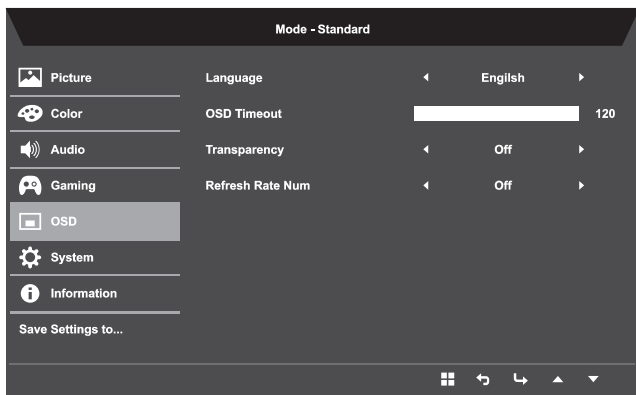 Mode - Standard
Picture
Language
Engilsh
Color
OSD Timeout
120
Audio
Transparency
Off
Gaming
Refresh Rate Num
Off
OSD
System
Information
Save Settings to...